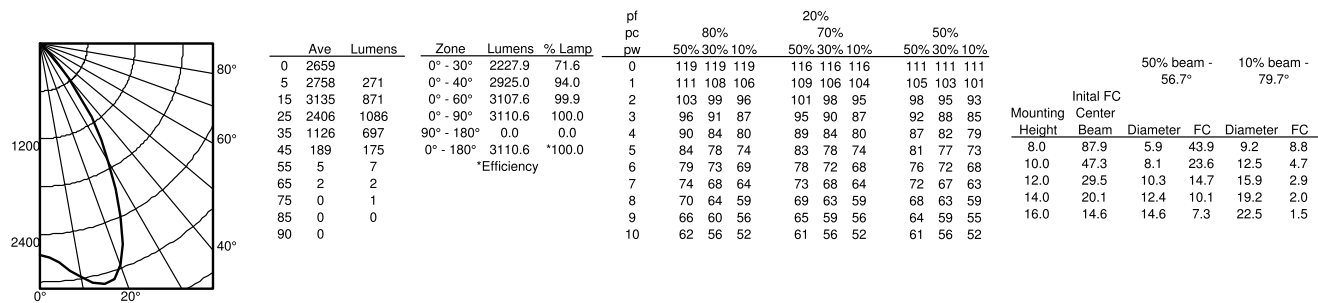 80°
60°
40°
1200
2400
0° 20°
Ave Lumens
0 2659
5 2758 271
15 3135 871
25 2406 1086
35 1126 697
45 189 175
55 5 7
65 2 2
75 0 1
85 0 0
90 0
Zone Lumens % Lamp
0° - 30° 2227.9 71.6
0° - 40° 2925.0 94.0
0° - 60° 3107.6 99.9
0° - 90° 3110.6 100.0
90° - 180° 0.0 0.0
0° - 180° 3110.6 *100.0
*Efficiency
pf 20%
pc 80% 70% 50%
pw 50% 30% 10% 50% 30% 10% 50% 30% 10%
0 119 119 119 116 116 116 111 111 111
1 111 108 106 109 106 104 105 103 101
2 103 99 96 101 98 95 98 95 93
3 96 91 87 95 90 87 92 88 85
4 90 84 80 89 84 80 87 82 79
5 84 78 74 83 78 74 81 77 73
6 79 73 69 78 72 68 76 72 68
7 74 68 64 73 68 64 72 67 63
8 70 64 59 69 63 59 68 63 59
9 66 60 56 65 59 56 64 59 55
10 62 56 52 61 56 52 61 56 52
50% beam - 10% beam -
56.7° 79.7°
Inital FC
Mounting Center
Height Beam Diameter FC Diameter FC
8.0 87.9 5.9 43.9 9.2 8.8
10.0 47.3 8.1 23.6 12.5 4.7
12.0 29.5 10.3 14.7 15.9 2.9
14.0 20.1 12.4 10.1 19.2 2.0
16.0 14.6 14.6 7.3 22.5 1.5